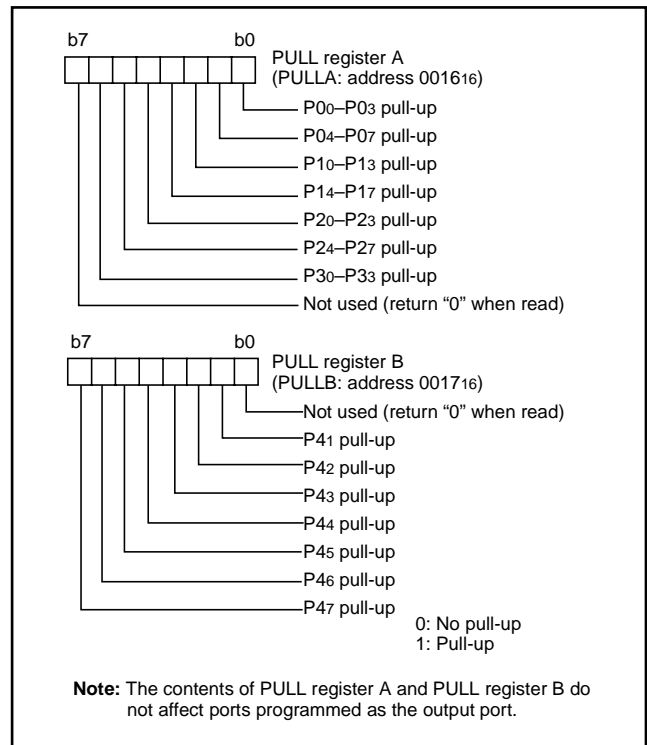 b7 b0
PULL register A
(PULLA: address 001616)
P00–P03 pull-up
P04–P07 pull-up
P10–P13 pull-up
P14–P17 pull-up
P20–P23 pull-up
P24–P27 pull-up
P30–P33 pull-up
Not used (return “0” when read)
b7 b0
PULL register B
(PULLB: address 001716)
Not used (return “0” when read)
P41 pull-up
P42 pull-up
P43 pull-up
P44 pull-up
P45 pull-up
P46 pull-up
P47 pull-up
0: No pull-up
1: Pull-up
Note: The contents of PULL register A and PULL register B do
not affect ports programmed as the output port.